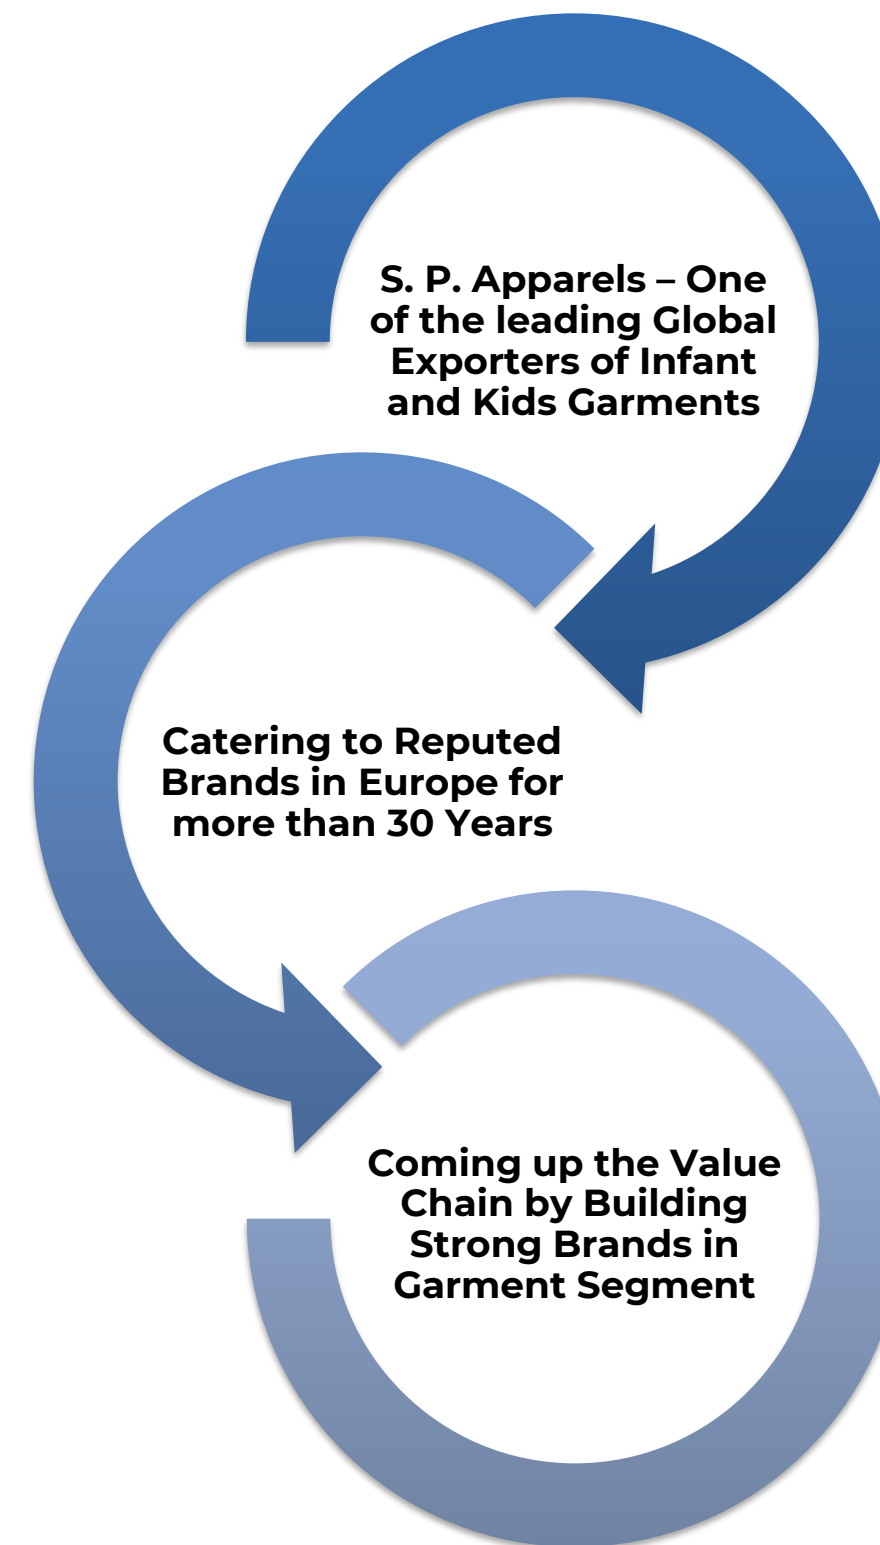 S. P. Apparels – One
of the leading Global
Exporters of Infant
and Kids Garments
Catering to Reputed
Brands in Europe for
more than 30 Years
Coming up the Value
Chain by Building
Strong Brands in
Garment Segment